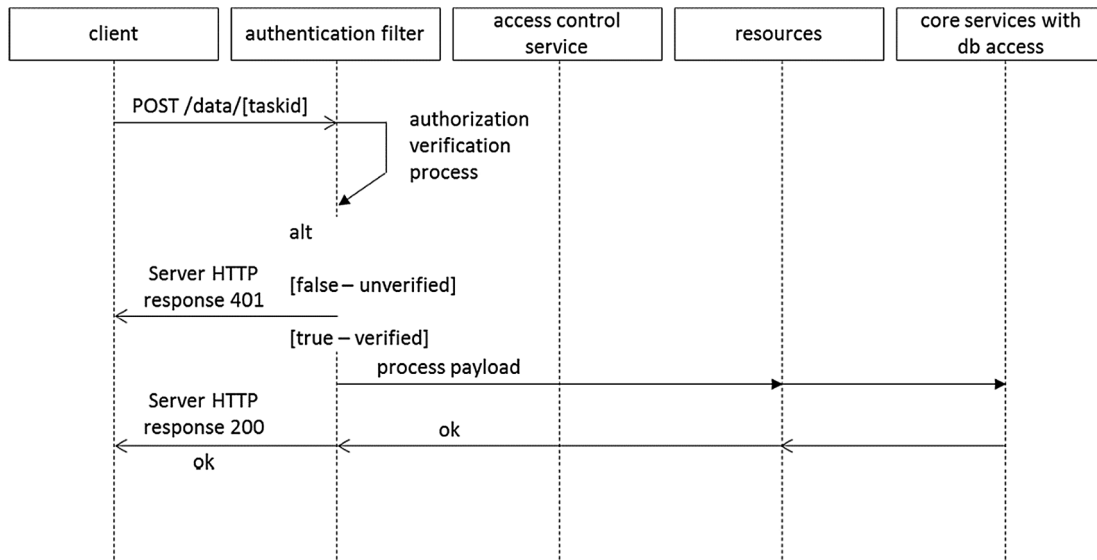 client
authentication filter
access control
service
resources
core services with
db access
POST /data/[taskid]
authorization
verification
process
alt
Server HTTP
response 401
[false – unverified]
[true – verified]
process payload
Server HTTP
response 200
ok
ok